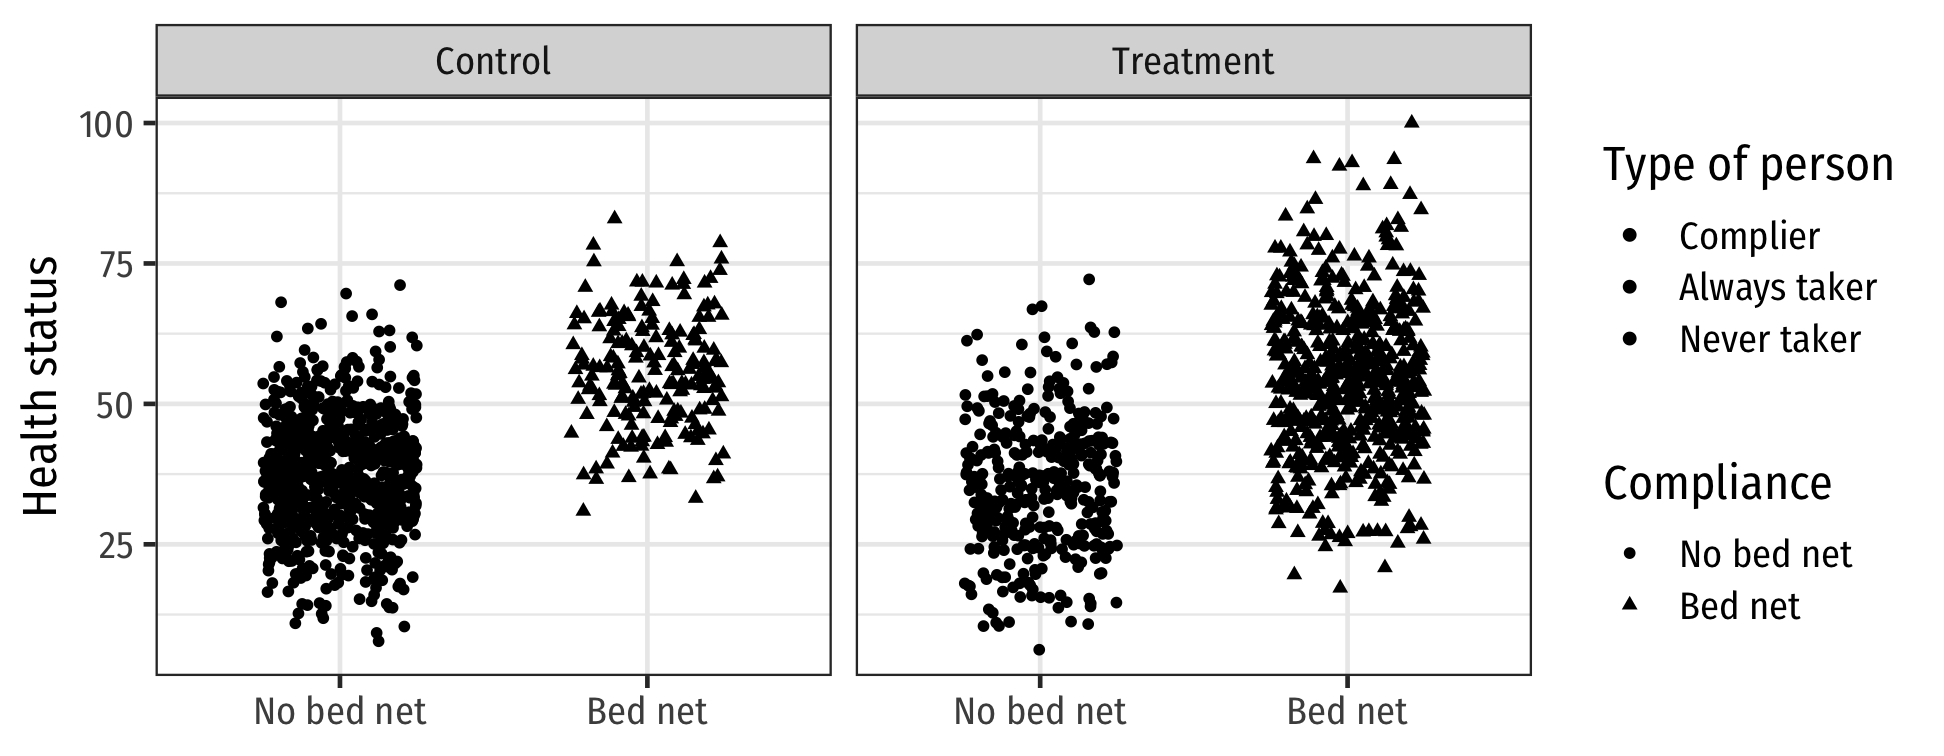 Control
Treatment
Health status
100
75
50
25
No bed net
Bed net
No bed net
Bed net
Type of person
Complier
Always taker
Never taker
Compliance
No bed net
Bed net